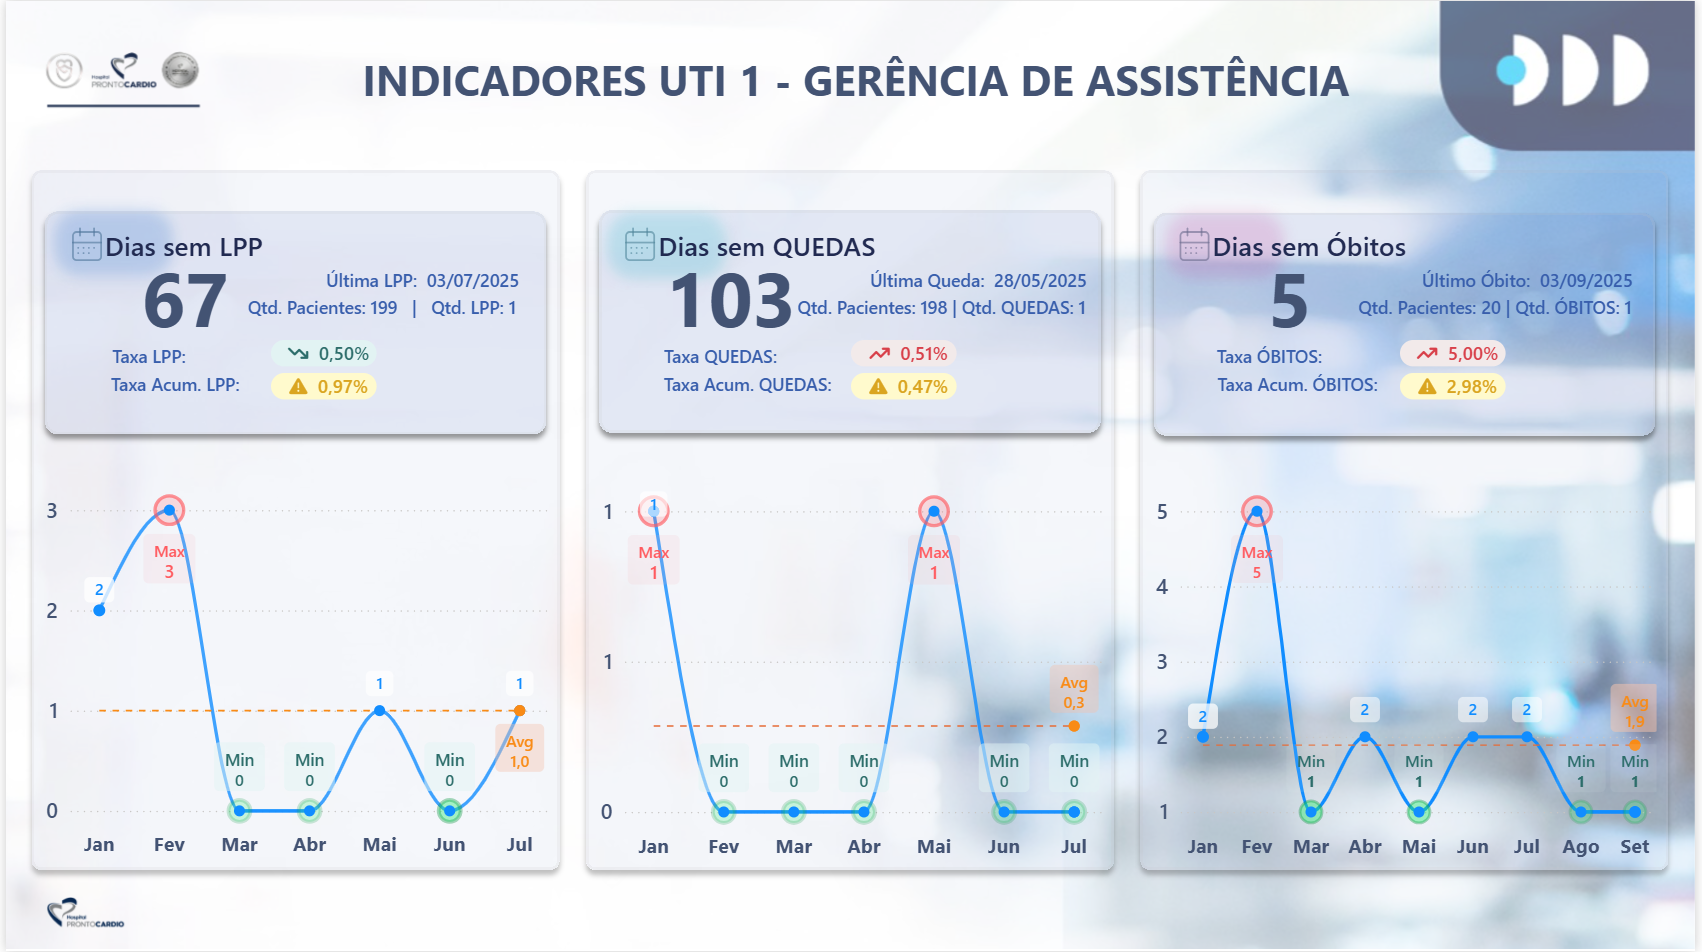 Hospital
PRONTOCARDIO
INDICADORES UTI 1 - GERÊNCIA DE ASSISTÊNCIA
Dias sem LPP
67
Última LPP: 03/07/2025
Qtd. Pacientes: 199 | Qtd. LPP: 1
Taxa LPP: 0,50%
Taxa Acum. LPP: 0,97%
3
2
1
0
2
Max
3
Min
0
Min
0
1
Min
0
1
Avg
1,0
Jan Fev Mar Abr Mai Jun Jul
Dias sem QUEDAS
103
Última Queda: 28/05/2025
Qtd. Pacientes: 198 | Qtd. QUEDAS: 1
Taxa QUEDAS: 0,51%
Taxa Acum. QUEDAS: 0,47%
1
1
0
1
Max
1
Min
0
Min
0
Min
0
Max
1
Min
0
Avg
0,3
Min
0
Jan Fev Mar Abr Mai Jun Jul
Dias sem Óbitos
5
Último Óbito: 03/09/2025
Qtd. Pacientes: 20 | Qtd. ÓBITOS: 1
Taxa ÓBITOS: 5,00%
Taxa Acum. ÓBITOS: 2,98%
5
4
3
2
1
2
Max
5
Min
1
2
Min
1
2
2
Min
1
Avg
1,9
Min
1
Jan Fev Mar Abr Mai Jun Jul Ago Set
Hospital
PRONTOCARDIO